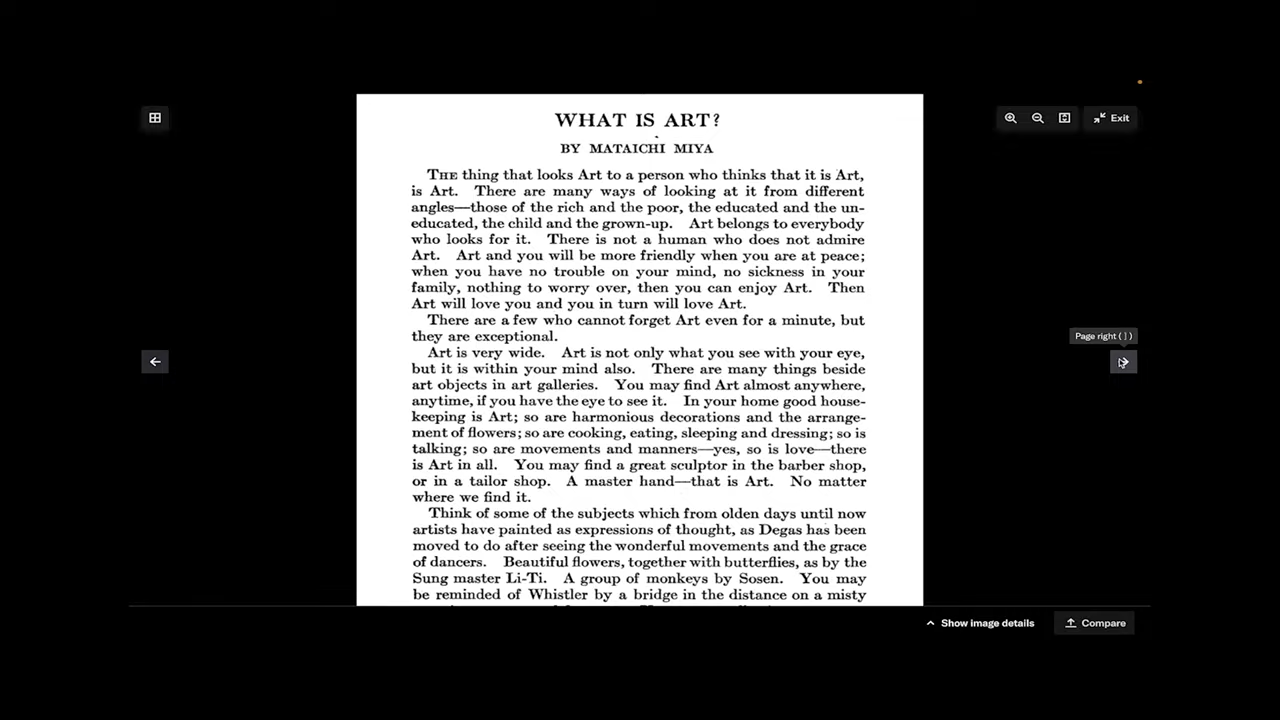 WHAT IS ART?
BY MATAICHI MIYA
Exit
THE thing that looks Art to a person who thinks that it is Art,
is Art. There are many ways of looking at it from different
angles—those of the rich and the poor, the educated and the un-
educated, the child and the grown-up. Art belongs to everybody
who looks for it. There is not a human who does not admire
Art. Art and you will be more friendly when you are at peace;
when you have no trouble on your mind, no sickness in your
family, nothing to worry over, then you can enjoy Art. Then
Art will love you and you in turn will love Art.
There are a few who cannot forget Art even for a minute, but
they are exceptional.
Page right (])
Art is very wide. Art is not only what you see with your eye,
but it is within your mind also. There are many things beside
art objects in art galleries. You may find Art almost anywhere,
anytime, if you have the eye to see it. In your home good house-
keeping is Art; so are harmonious decorations and the arrange-
ment of flowers; so are cooking, eating, sleeping and dressing; so is
talking; so are movements and manners—yes, so is love—there
is Art in all. You may find a great sculptor in the barber shop,
or in a tailor shop. A master hand—that is Art. No matter
where we find it.
Think of some of the subjects which from olden days until now
artists have painted as expressions of thought, as Degas has been
moved to do after seeing the wonderful movements and the grace
of dancers. Beautiful flowers, together with butterflies, as by the
Sung master Li-Ti. A group of monkeys by Sosen. You may
be reminded of Whistler by a bridge in the distance on a misty
Show image details
Compare